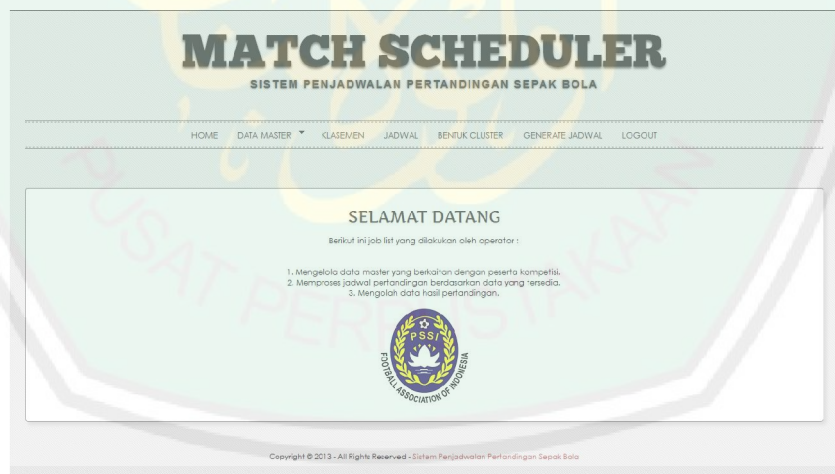 MATCH SCHEDULER
SISTEM PENJADWALAN PERTANDINGAN SEPAK BOLA
HOME DATA MASTER KLASEMEN JADWAL BENTUK CLUSTER GENERATE JADWAL LOGOUT
SELAMAT DATANG
Berikut ini job list yang dilakukan oleh operator :
1. Mengelola data master yang berkaitan dengan peserta kompetisi.
2. Memproses jadwal pertandingan berdasarkan data yang tersedia.
3. Mengolah data hasil pertandingan.
PSSI
FOOTBALL ASSOCIATION OF INDONESIA
Copyright © 2013 - All Rights Reserved - Sistem Penjadwalan Pertandingan Sepak Bola
PUSAT PERPUSTAKAAN